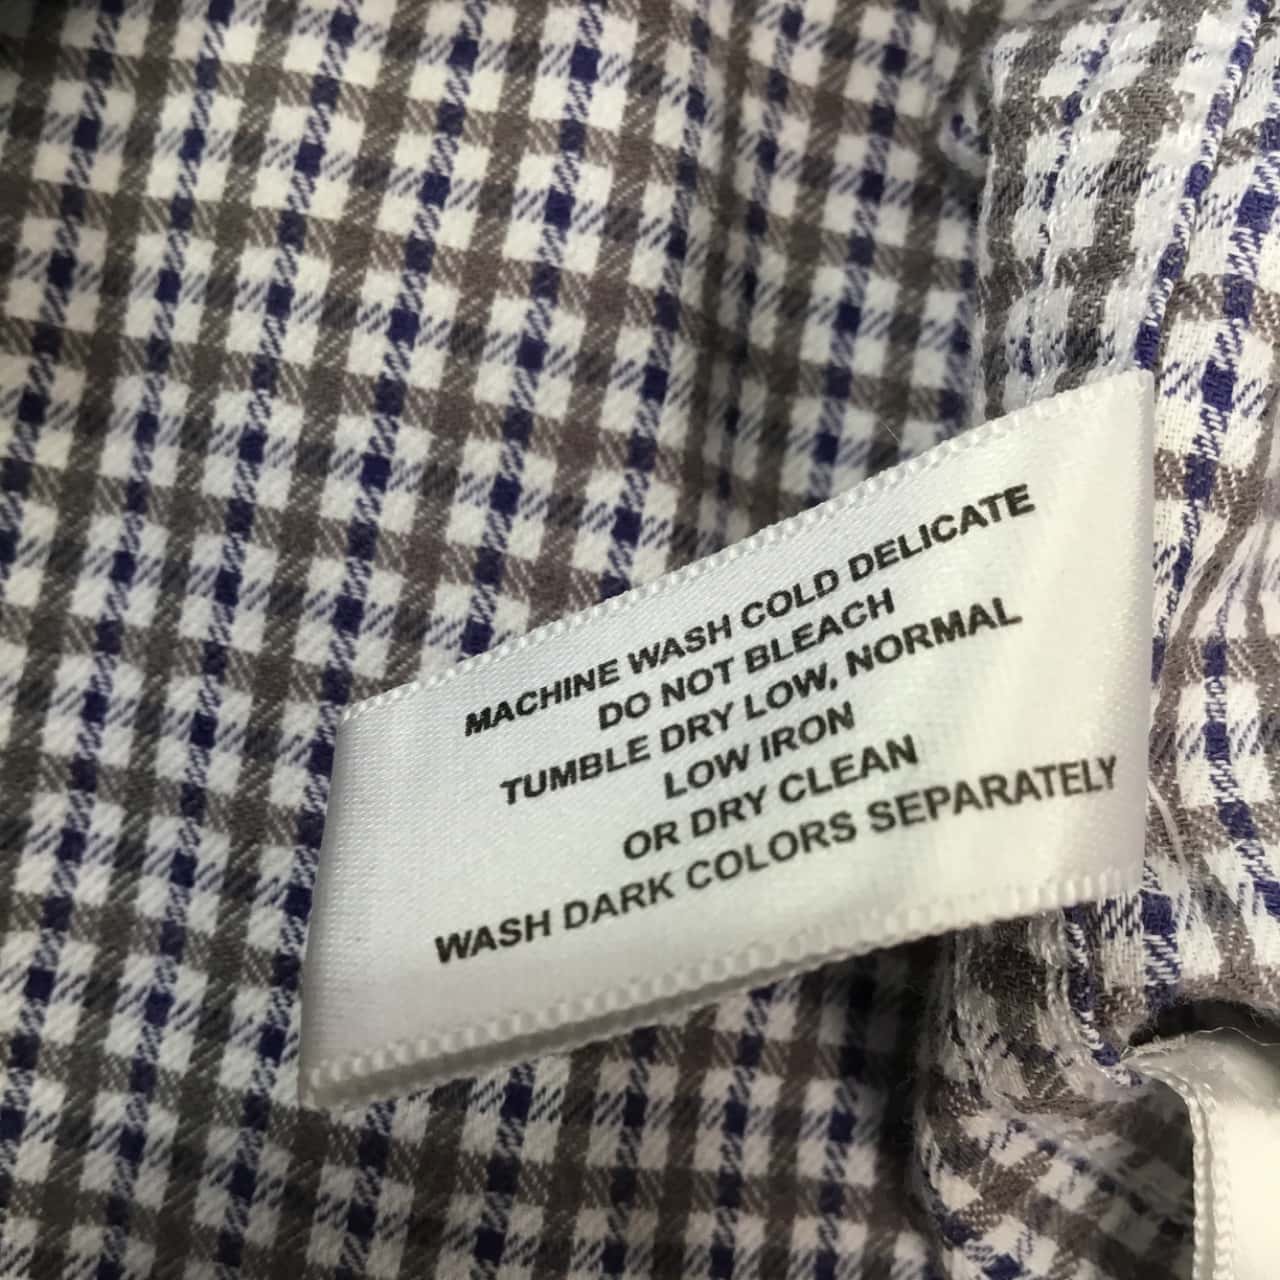 MACHINE WASH COLD DELICATE
DO NOT BLEACH
TUMBLE DRY LOW, NORMAL
LOW IRON
OR DRY CLEAN
WASH DARK COLORS SEPARATELY